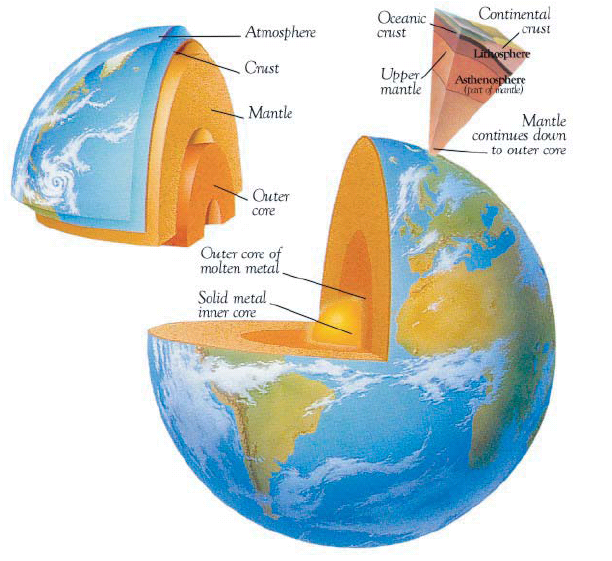 Atmosphere
Crust
Mantle
Outer
core
Oceanic
crust
Continental
crust
Lithosphere
Upper
mantle
Asthenosphere
(part of mantle)
Mantle
continues down
to outer core
Outer core of
molten metal
Solid metal
inner core